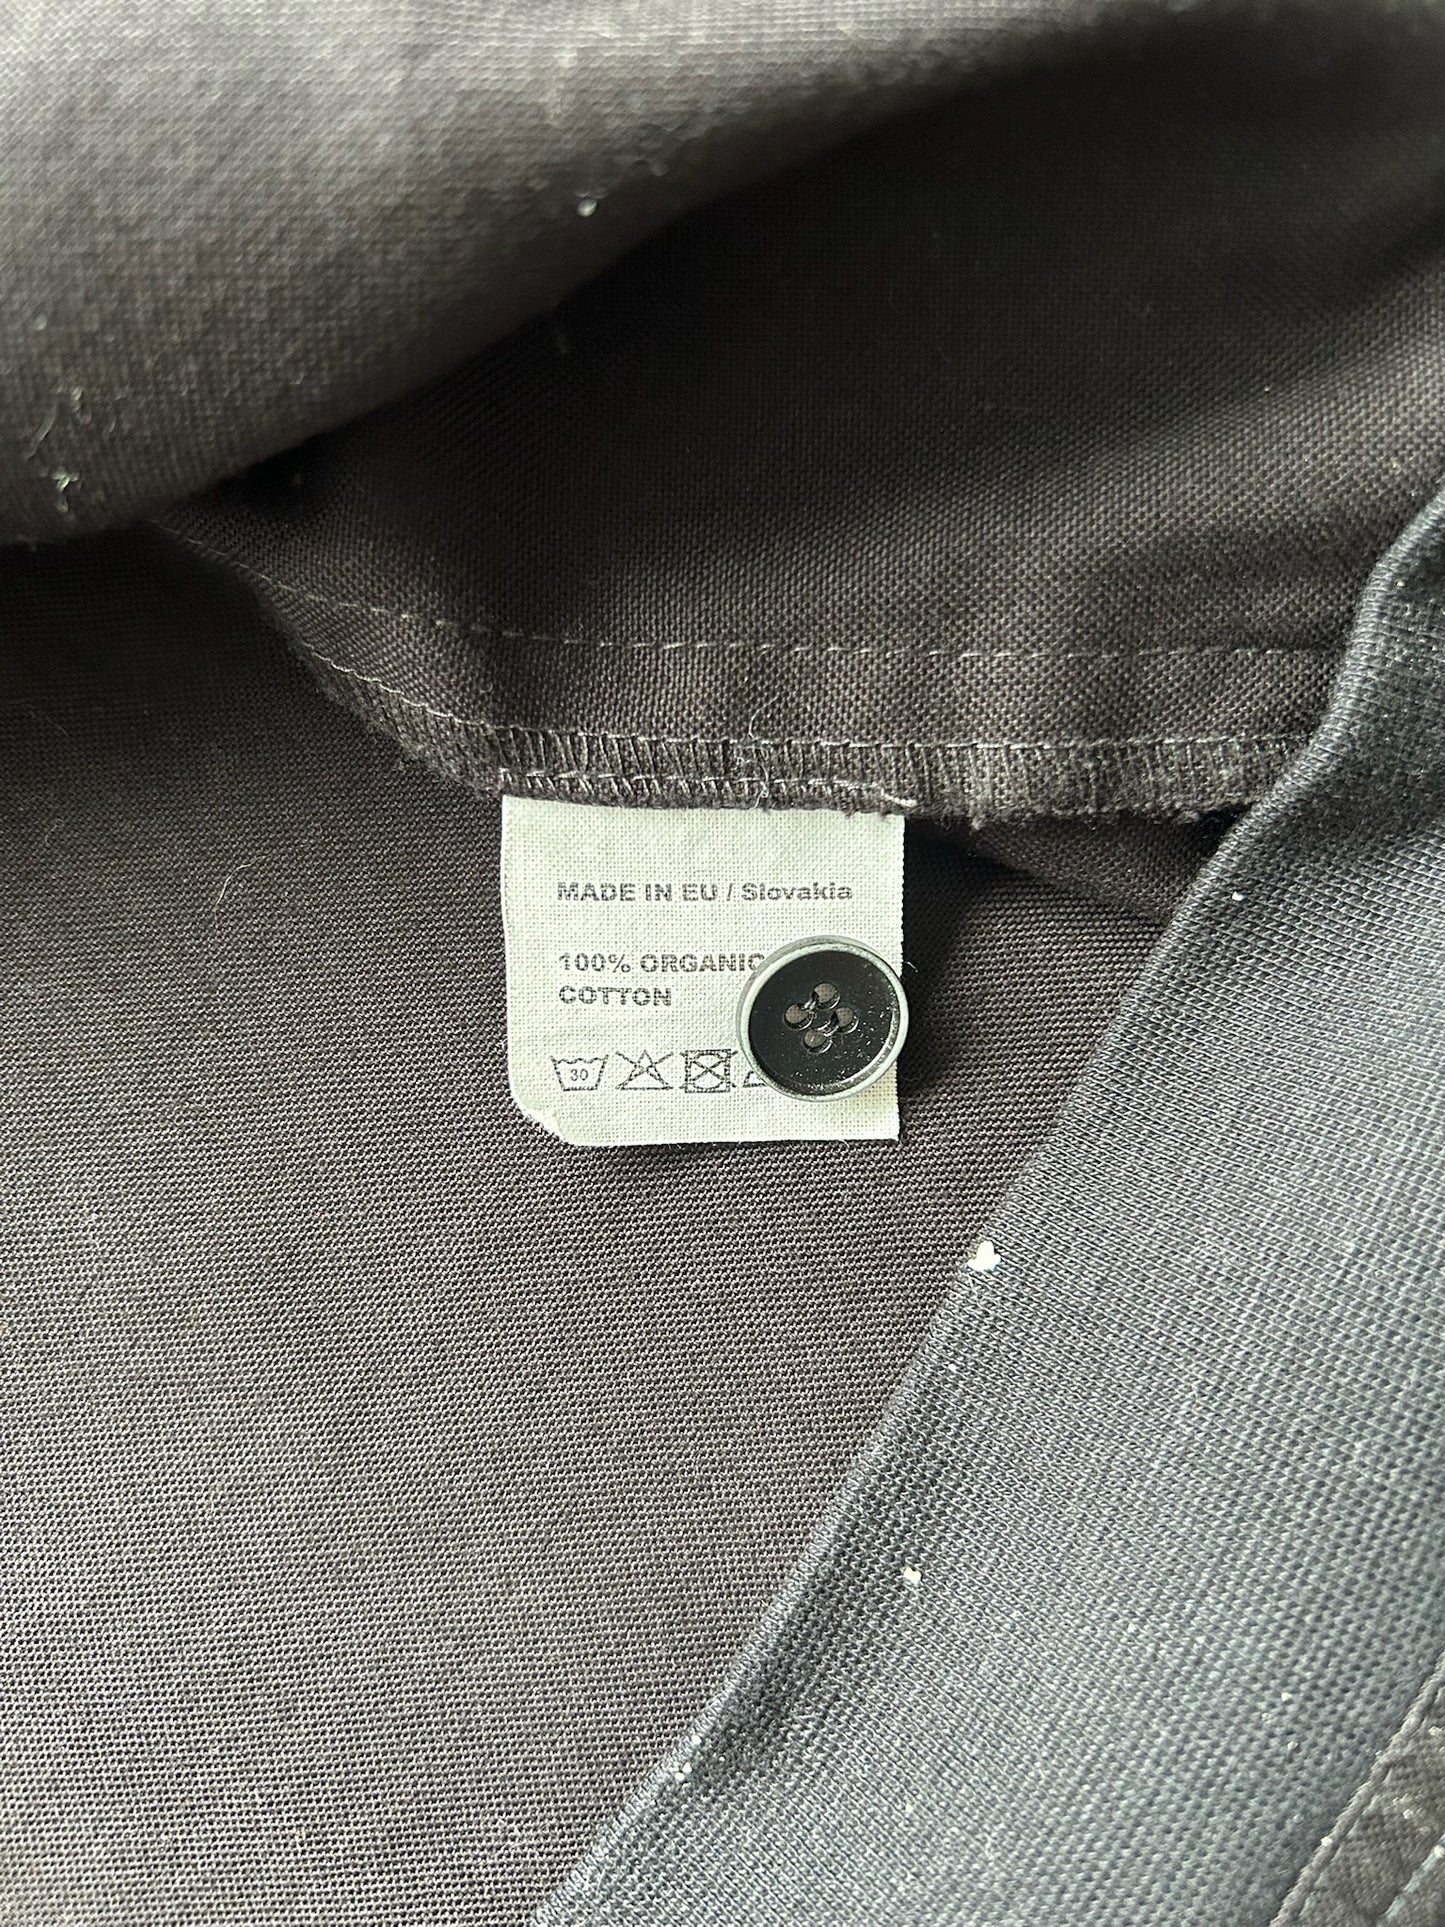 MADE IN EU / Slovakia
100% ORGANIC
COTTON
30